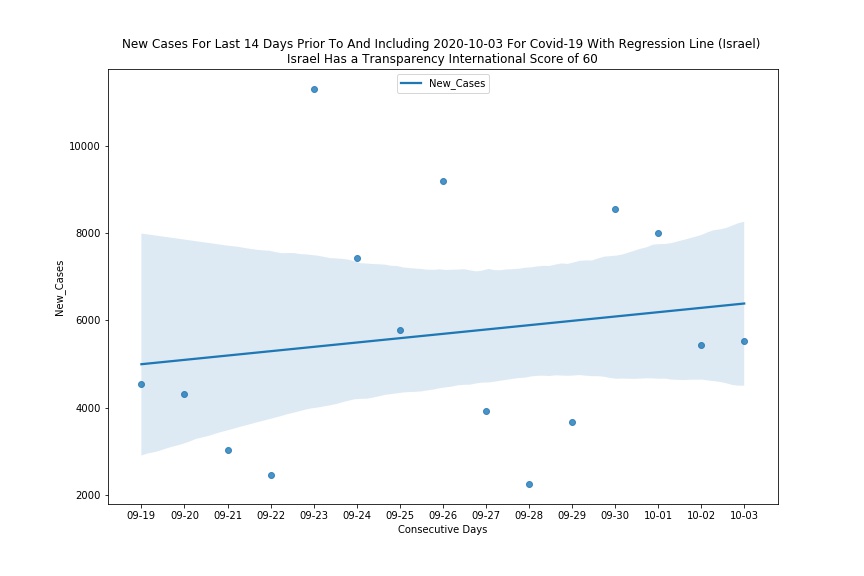 New Cases For Last 14 Days Prior To And Including 2020-10-03 For Covid-19 With Regression Line (Israel)
Israel Has a Transparency International Score of 60
New_Cases
10000
8000
6000
4000
2000
New_Cases
09-19 09-20 09-21 09-22 09-23 09-24 09-25 09-26 09-27 09-28 09-29 09-30 10-01 10-02 10-03
Consecutive Days